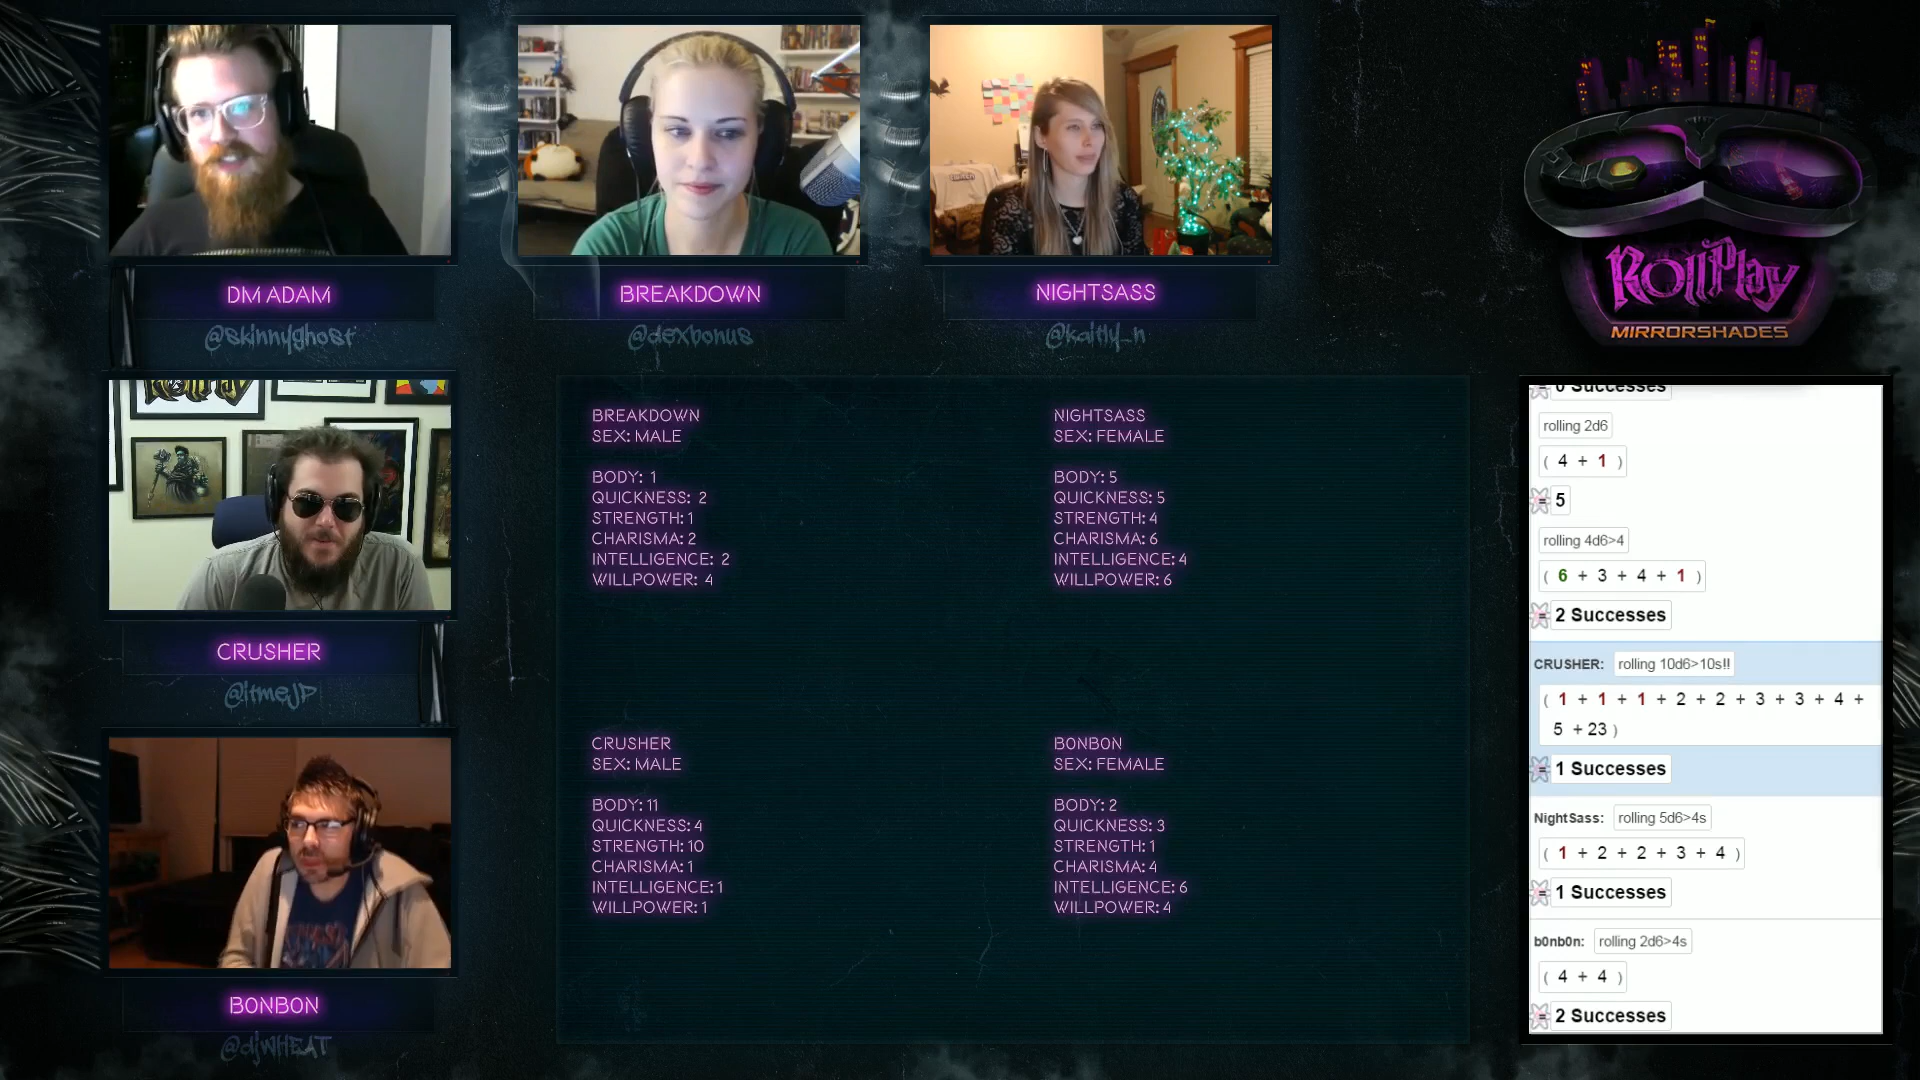 DM ADAM
@skinnyghost
BREAKDOWN
@dexbonus
NIGHTSASS
@kaitly_n
RollPlay
MIRRORSHADES
CRUSHER
@itmeJP
B0NB0N
@djWHEAT
BREAKDOWN
SEX: MALE
BODY: 1
QUICKNESS: 2
STRENGTH: 1
CHARISMA: 2
INTELLIGENCE: 2
WILLPOWER: 4
NIGHTSASS
SEX: FEMALE
BODY: 5
QUICKNESS: 5
STRENGTH: 4
CHARISMA: 6
INTELLIGENCE: 4
WILLPOWER: 6
CRUSHER
SEX: MALE
BODY: 11
QUICKNESS: 4
STRENGTH: 10
CHARISMA: 1
INTELLIGENCE: 1
WILLPOWER: 1
B0NB0N
SEX: FEMALE
BODY: 2
QUICKNESS: 3
STRENGTH: 1
CHARISMA: 4
INTELLIGENCE: 6
WILLPOWER: 4
= 0 Successes
rolling 2d6
( 4 + 1 )
= 5
rolling 4d6>4
( 6 + 3 + 4 + 1 )
= 2 Successes
CRUSHER: rolling 10d6>10s!!
( 1 + 1 + 1 + 2 + 2 + 3 + 3 + 4 +
5 + 23 )
= 1 Successes
NightSass: rolling 5d6>4s
( 1 + 2 + 2 + 3 + 4 )
= 1 Successes
b0nb0n: rolling 2d6>4s
( 4 + 4 )
= 2 Successes